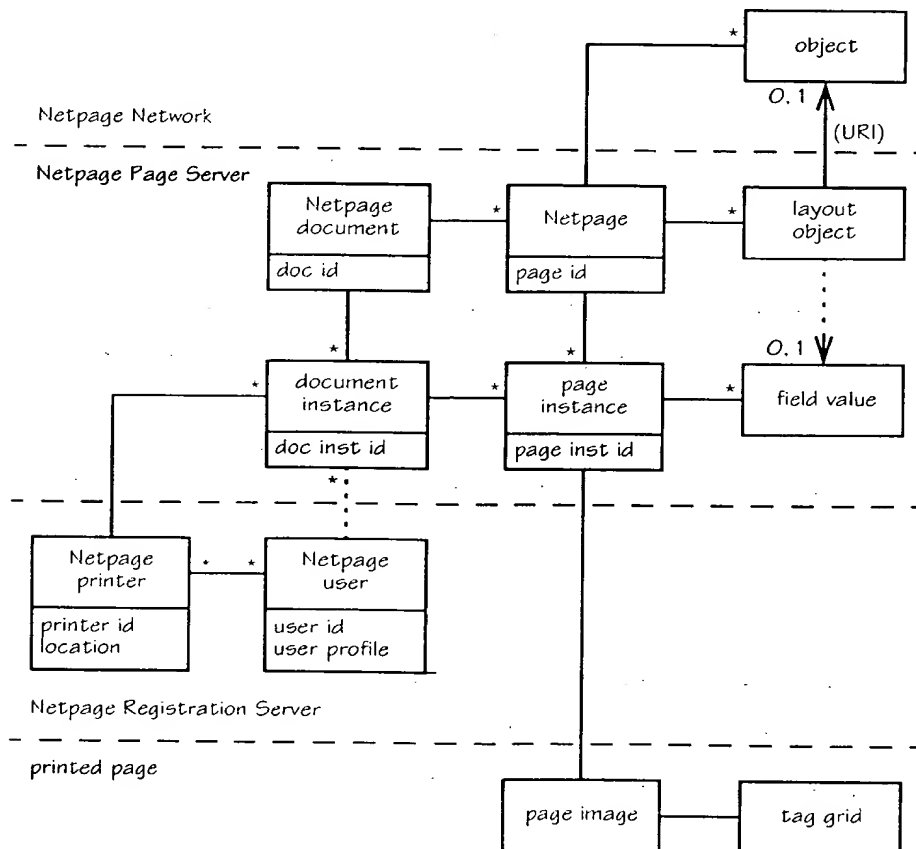 *
object
0, 1
Netpage Network
(URI)
Netpage Page Server
Netpage
document
doc id
*
Netpage
page id
*
layout
object
*
*
0, 1
*
document
instance
doc inst id
*
page
instance
page inst id
*
field value
*
Netpage
printer
printer id
location
* *
Netpage
user
user id
user profile
Netpage Registration Server
printed page
page image
tag grid